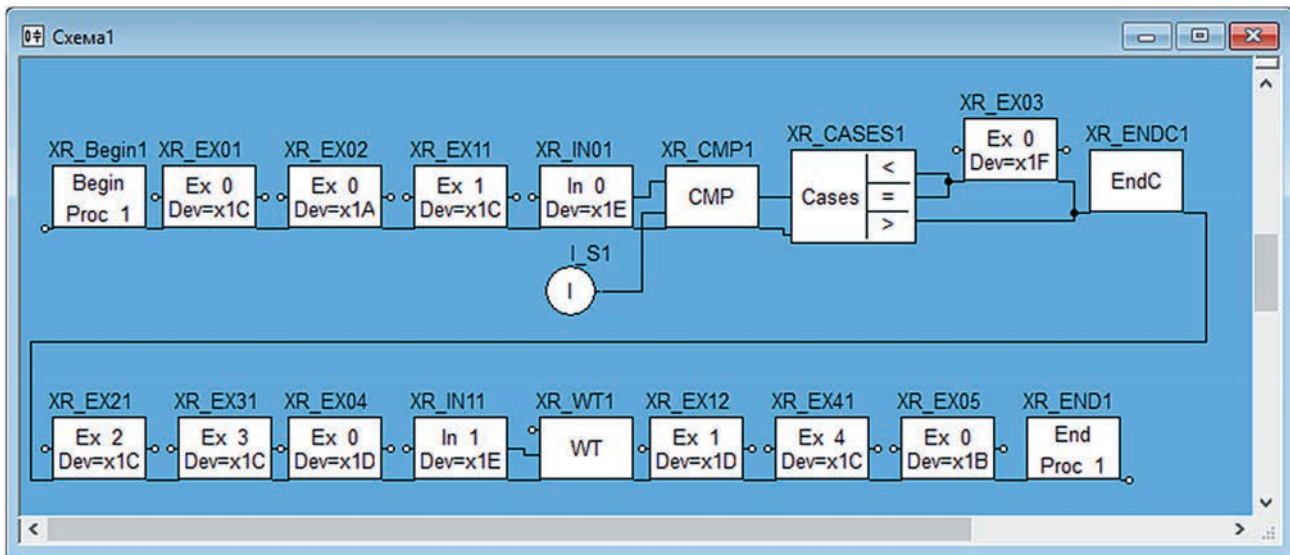 Схема1
XR_EX03
XR_Begin1 XR_EX01 XR_EX02 XR_EX11 XR_IN01 XR_CMP1 XR_CASES1 XR_ENDC1
Begin Ex 0 Ex 0 Ex 1 In 0 CMP Cases < Ex 0 EndC
Proc 1 Dev=x1F
Dev=x1C Dev=x1A Dev=x1C Dev=x1E =
>
I_S1
I
XR_EX21 XR_EX31 XR_EX04 XR_IN11 XR_WT1 XR_EX12 XR_EX41 XR_EX05 XR_END1
Ex 2 Ex 3 Ex 0 In 1 WT Ex 1 Ex 4 Ex 0 End
Dev=x1C Dev=x1C Dev=x1D Dev=x1E Dev=x1D Dev=x1C Dev=x1B Proc 1